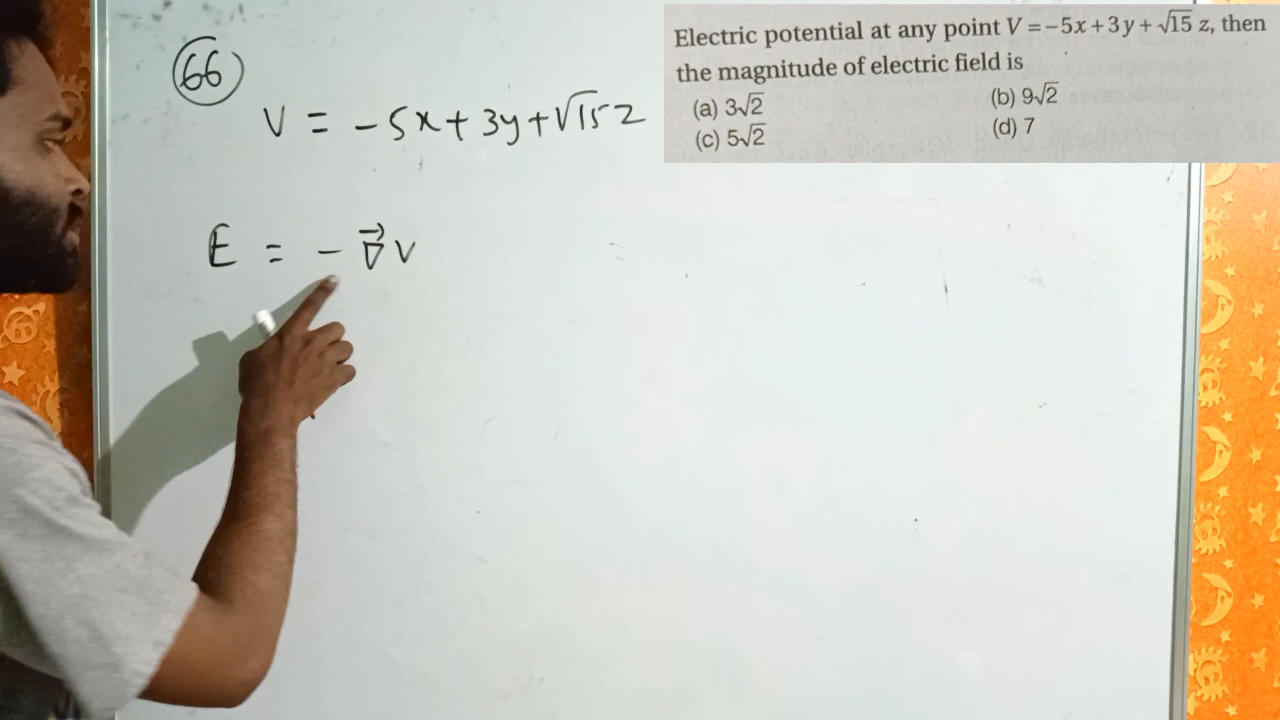 66
V = -5x + 3y + √15 z
E = - ∇⃗ V
Electric potential at any point V = -5x + 3y + √15 z, then
the magnitude of electric field is
(a) 3√2 (b) 9√2
(c) 5√2 (d) 7